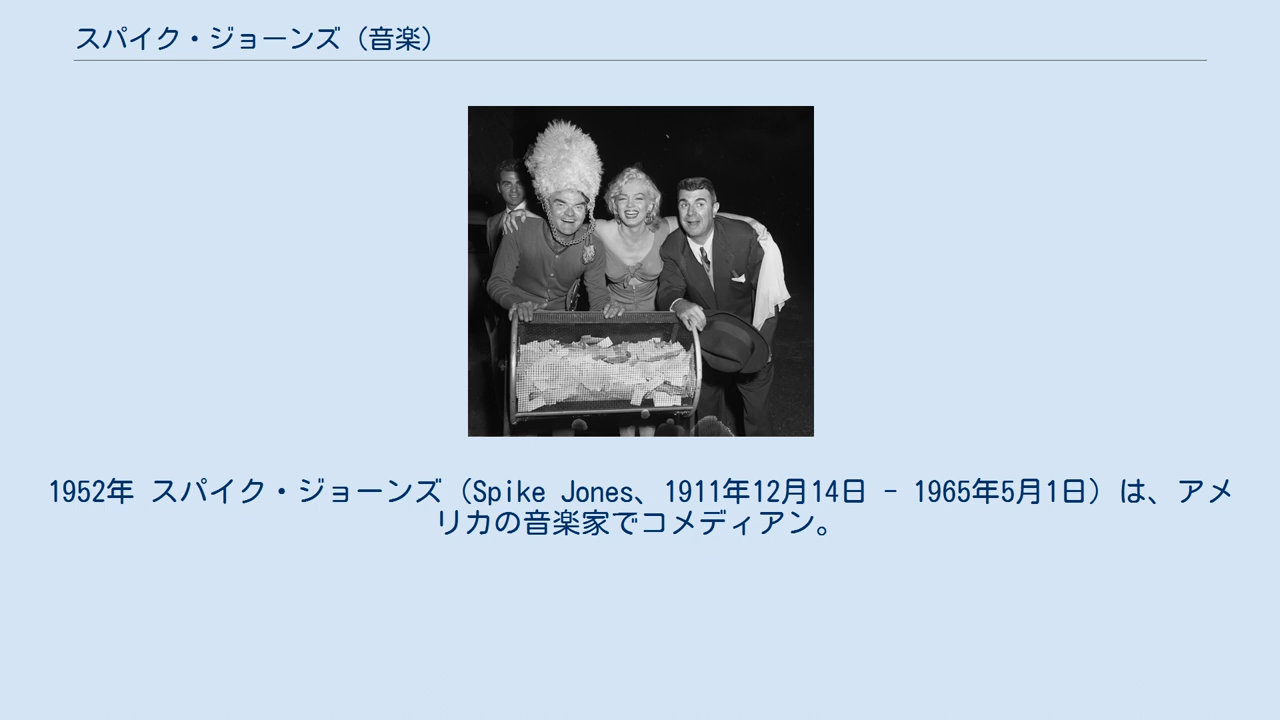 スパイク・ジョーンズ（音楽）
1952年 スパイク・ジョーンズ（Spike Jones、1911年12月14日 - 1965年5月1日）は、アメ
リカの音楽家でコメディアン。